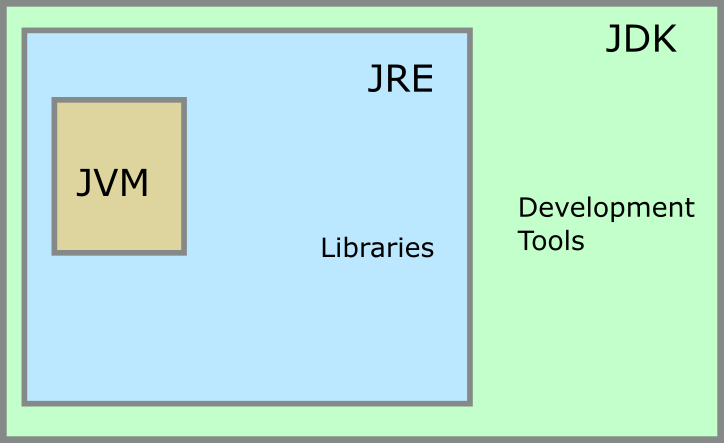 JDK
JRE
JVM
Libraries
Development
Tools